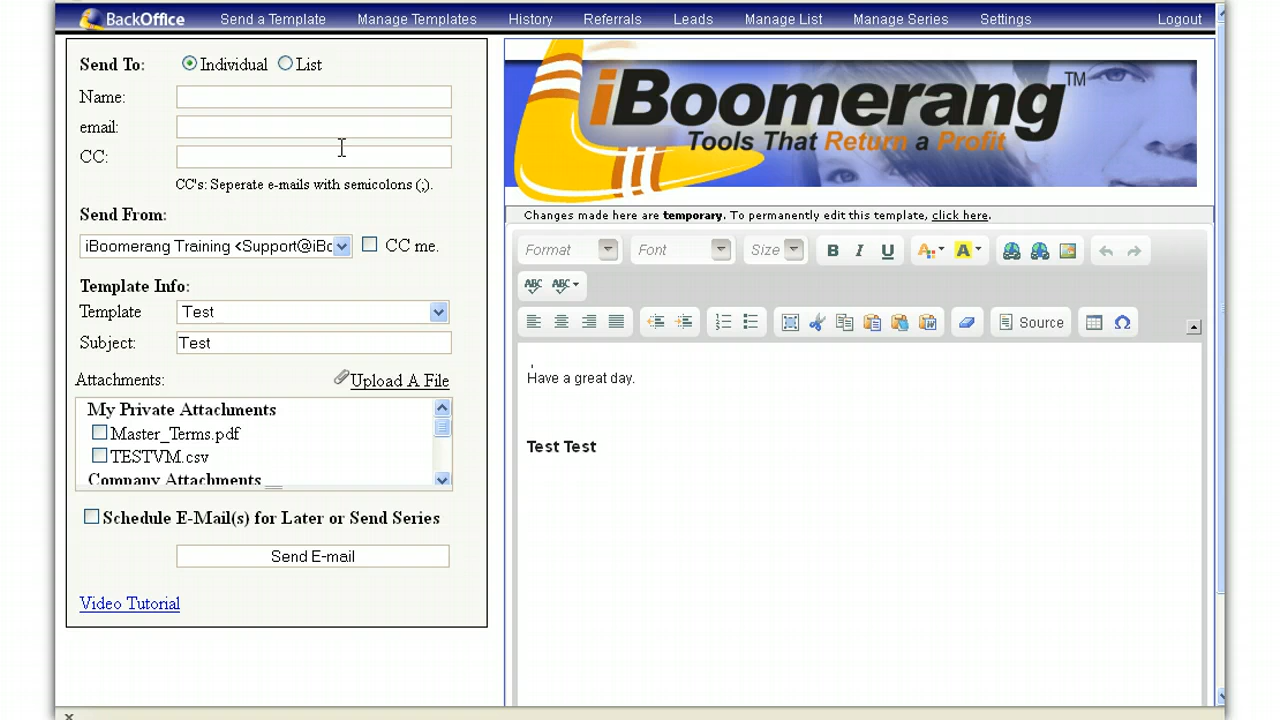 BackOffice Send a Template Manage Templates History Referrals Leads Manage List Manage Series Settings Logout
Send To: Individual List
Name:
email:
CC:
CC's: Seperate e-mails with semicolons (;).
Send From:
iBoomerang Training <Support@iBo CC me.
Template Info:
Template Test
Subject: Test
Attachments: Upload A File
My Private Attachments
Master_Terms.pdf
TESTVM.csv
Company Attachments
Schedule E-Mail(s) for Later or Send Series
Send E-mail
Video Tutorial
iBoomerang™
Tools That Return a Profit
Changes made here are temporary. To permanently edit this template, click here.
Format Font Size B I U A A
ABC ABC
Source Ω
,
Have a great day.
Test Test